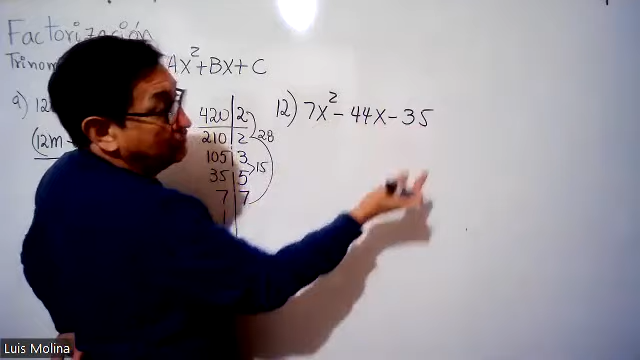 Factorización
Trinom AX²+BX+C
a) 12
(12m -
420 | 2
210 | 2
28
105 | 3
35 | 5
15
7 | 7
1
12) 7x² - 44x - 35
Luis Molina